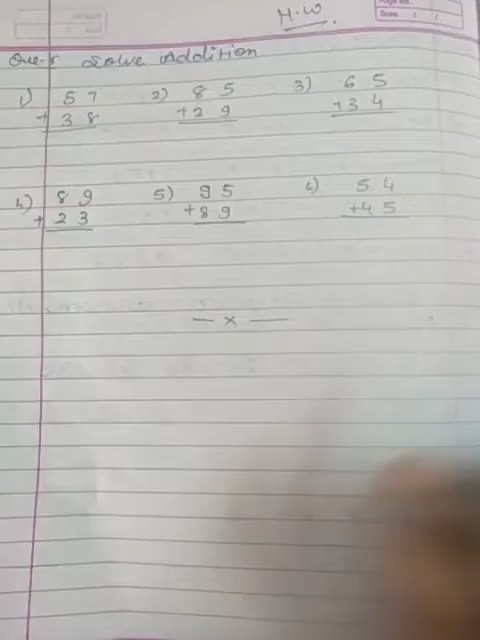 H.W
Date / /
Que-1 Solve Addition
1) 57 2) 85 3) 65
+ 38 +29 +34
4) 89 5) 95 6) 54
+ 23 +89 +45
— x —